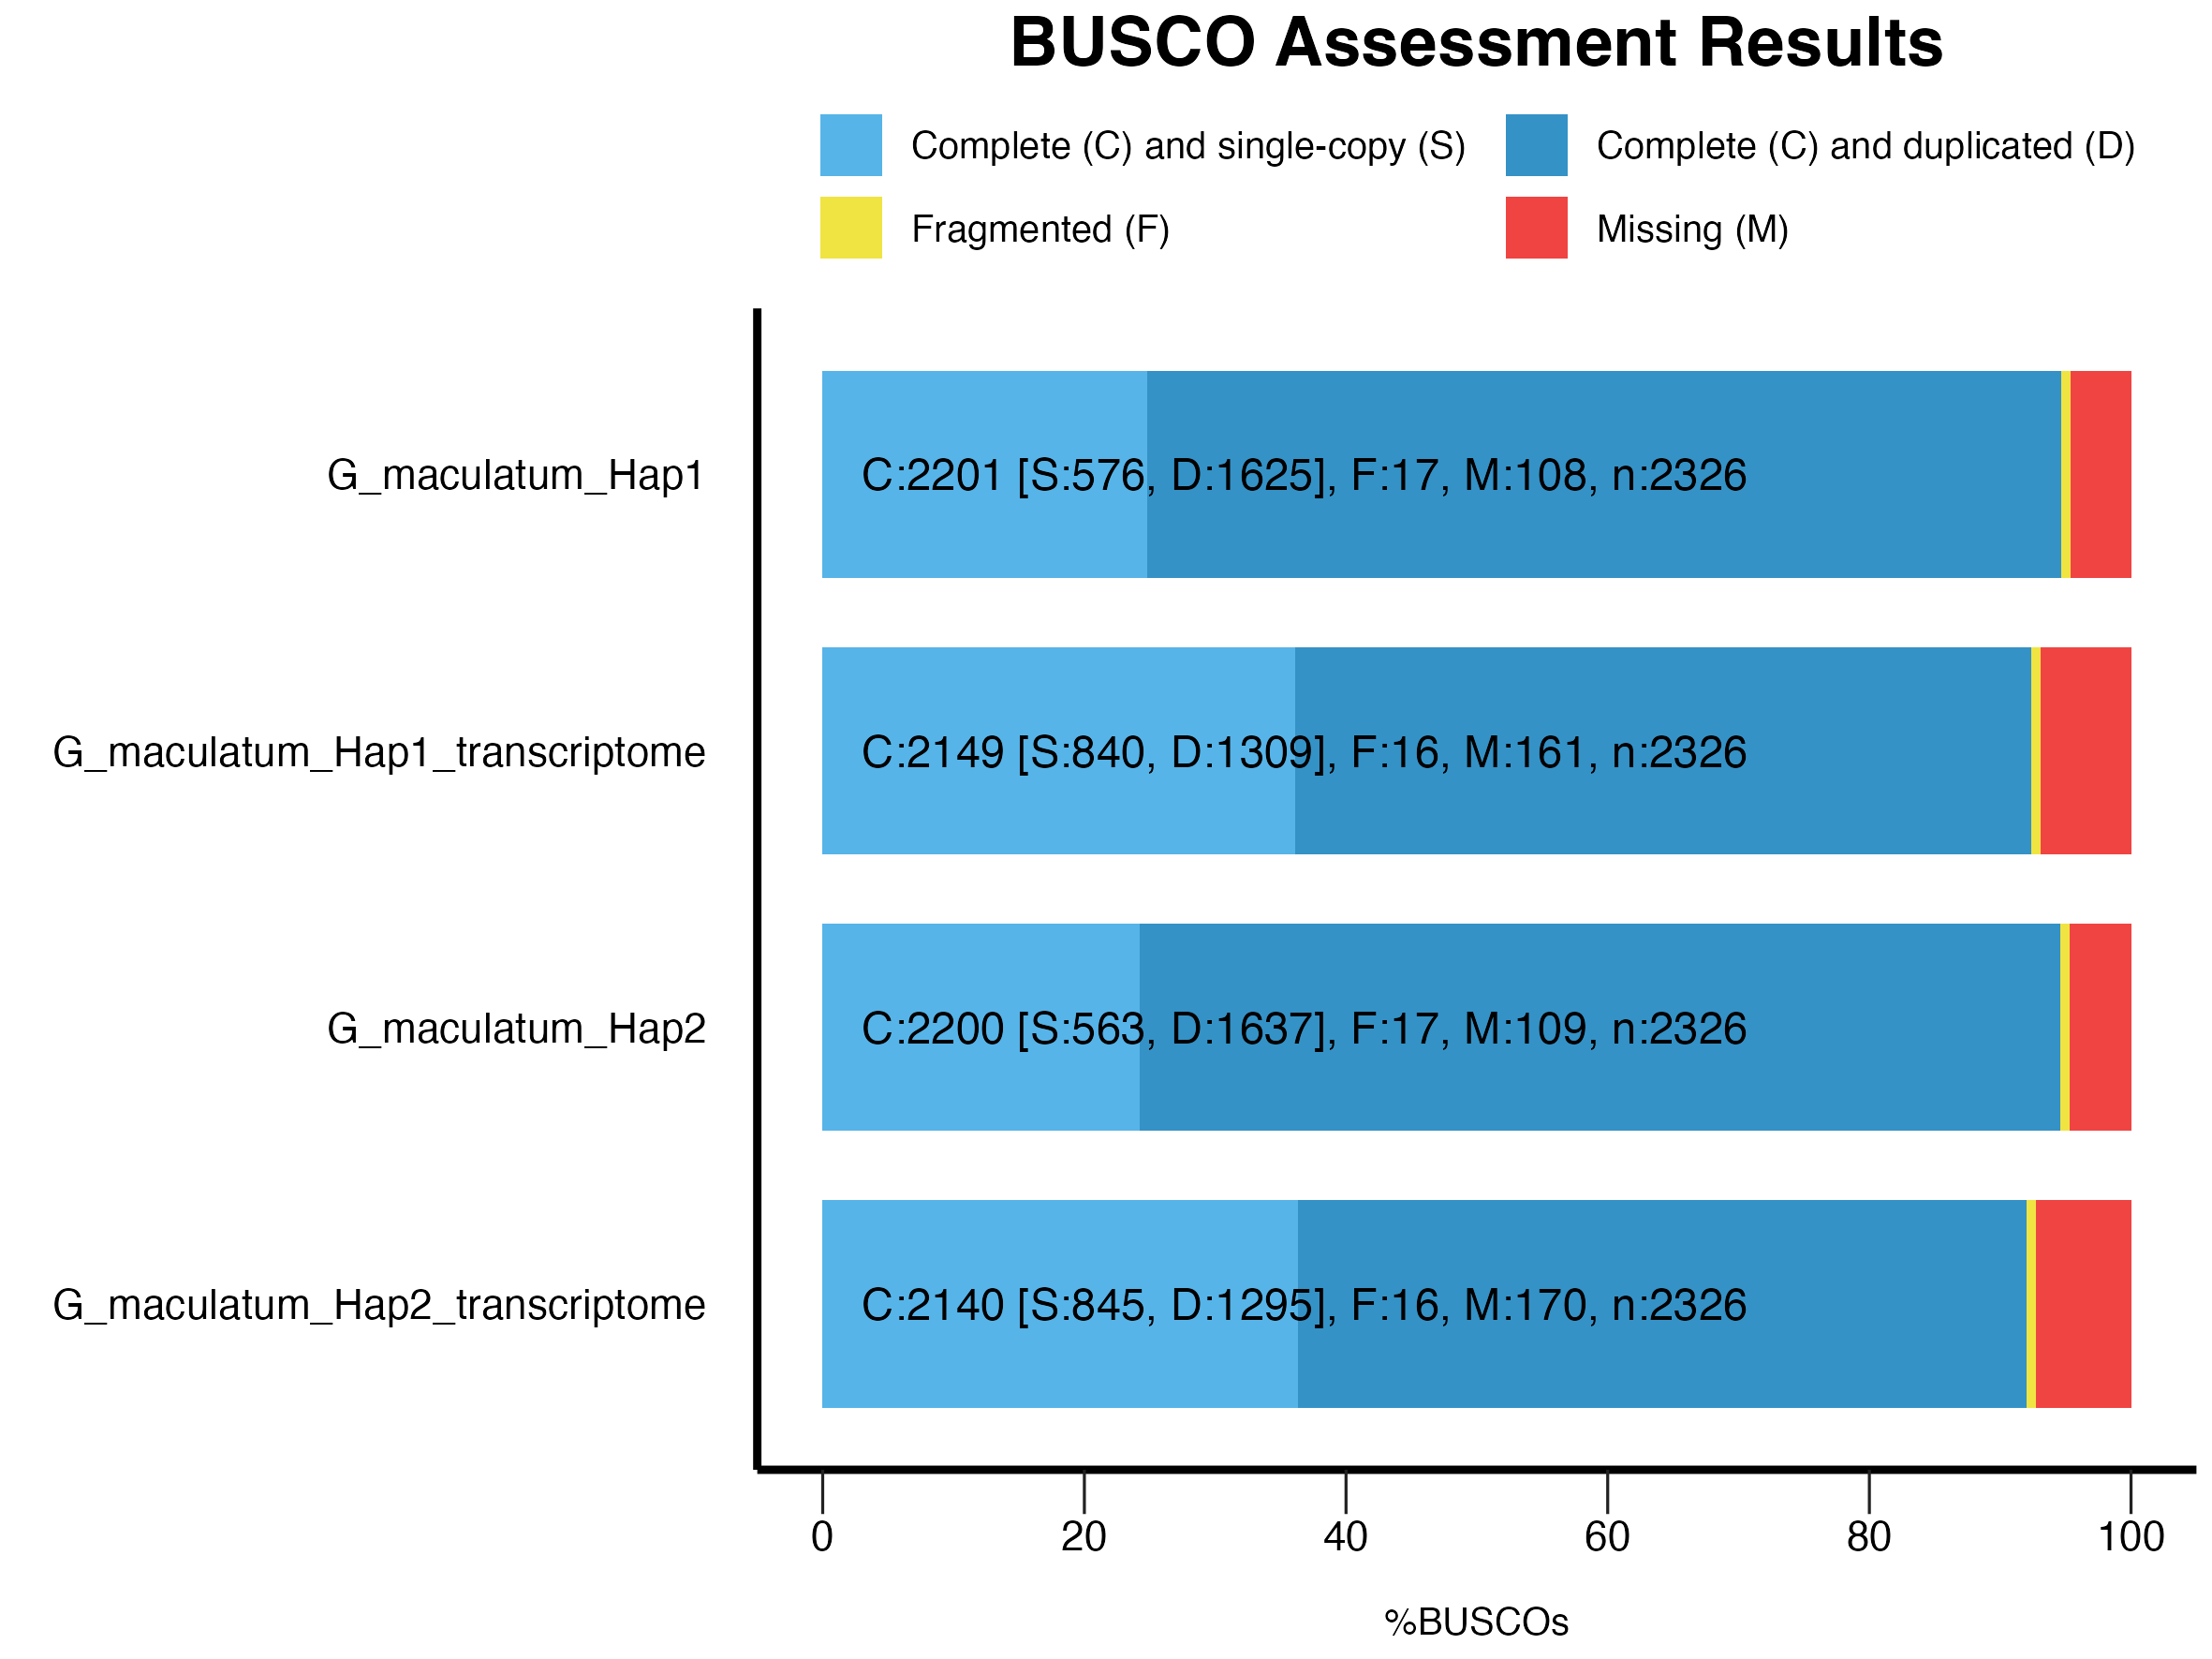 BUSCO Assessment Results
Complete (C) and single-copy (S)
Complete (C) and duplicated (D)
Fragmented (F)
Missing (M)
G_maculatum_Hap1
C:2201 [S:576, D:1625], F:17, M:108, n:2326
G_maculatum_Hap1_transcriptome
C:2149 [S:840, D:1309], F:16, M:161, n:2326
G_maculatum_Hap2
C:2200 [S:563, D:1637], F:17, M:109, n:2326
G_maculatum_Hap2_transcriptome
C:2140 [S:845, D:1295], F:16, M:170, n:2326
0 20 40 60 80 100
%BUSCOs